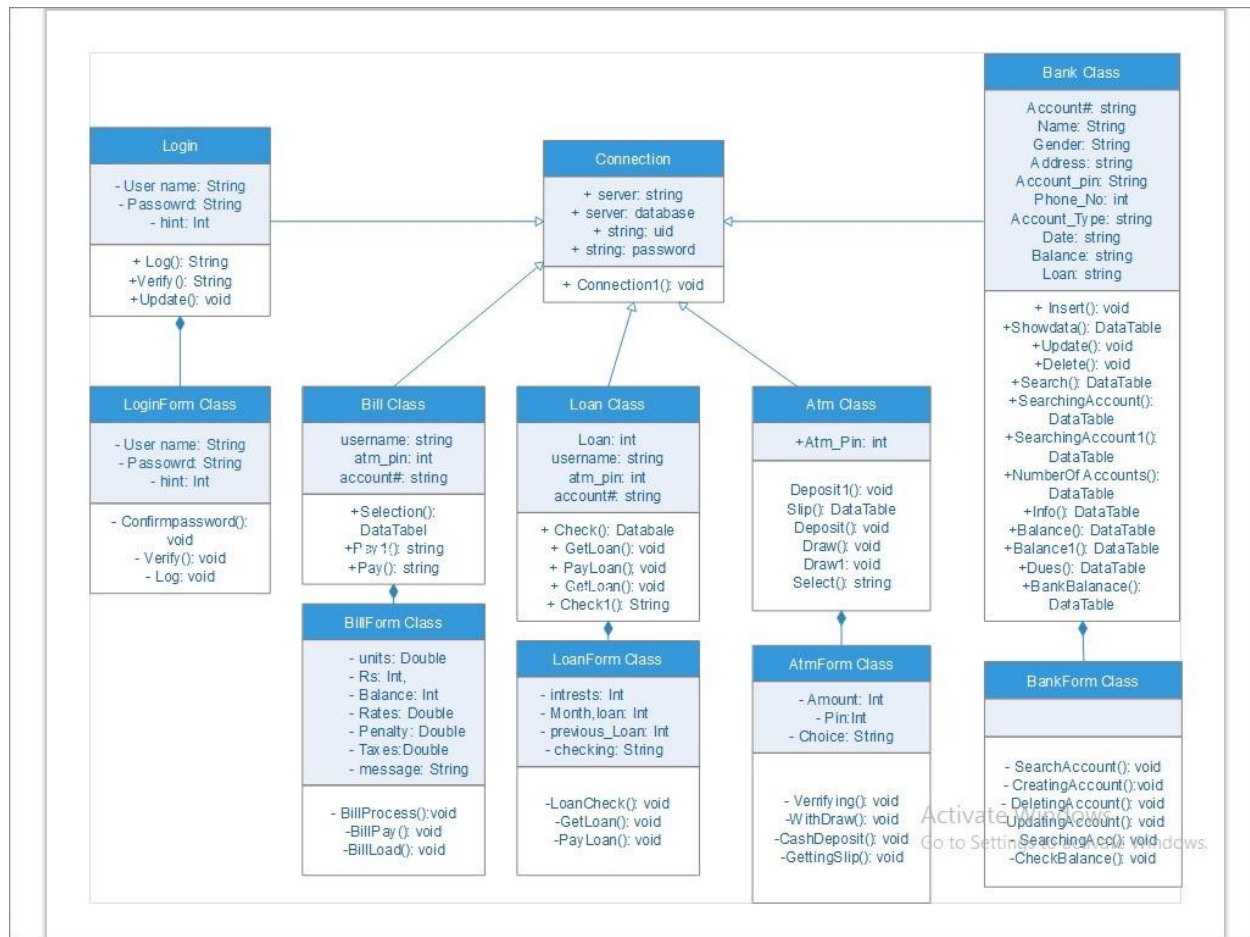 Login
- User name: String
- Passowrd: String
- hint: Int
+ Log(): String
+Verify(): String
+Update(): void
Connection
+ server: string
+ server: database
+ string: uid
+ string: password
+ Connection1(): void
Bank Class
Account#: string
Name: String
Gender: String
Address: string
Account_pin: String
Phone_No: int
Account_Type: string
Date: string
Balance: string
Loan: string
+ Insert(): void
+Showdata(): DataTable
+Update(): void
+Delete(): void
+Search(): DataTable
+SearchingAccount():
DataTable
+SearchingAccount1():
DataTable
+NumberOfAccounts():
DataTable
+Info(): DataTable
+Balance(): DataTable
+Balance1(): DataTable
+Dues(): DataTable
+BankBalanace():
DataTable
LoginForm Class
- User name: String
- Passowrd: String
- hint: Int
- Confirmpassword():
void
- Verify(): void
- Log: void
Bill Class
username: string
atm_pin: int
account#: string
+Selection():
DataTabel
+Pay1(): string
+Pay(): string
Loan Class
Loan: int
username: string
atm_pin: int
account#: string
+ Check(): Databale
+ GetLoan(): void
+ PayLoan(): void
+ GetLoan(): void
+ Check1(): String
Atm Class
+Atm_Pin: int
Deposit1(): void
Slip(): DataTable
Deposit(): void
Draw(): void
Draw1: void
Select(): string
BillForm Class
- units: Double
- Rs: Int,
- Balance: Int
- Rates: Double
- Penalty: Double
- Taxes:Double
- message: String
- BillProcess():void
-BillPay(): void
-BillLoad(): void
LoanForm Class
- intrests: Int
- Month,loan: Int
- previous_Loan: Int
- checking: String
-LoanCheck(): void
-GetLoan(): void
-PayLoan(): void
AtmForm Class
- Amount: Int
- Pin:Int
- Choice: String
- Verifying(): void
-WithDraw(): void
-CashDeposit(): void
-GettingSlip(): void
BankForm Class
- SearchAccount(): void
- CreatingAccount():void
- DeletingAccount(): void
-UpdatingAccount(): void
- SearchingAcc(): void
-CheckBalance(): void
Activate Windows
Go to Settings to activate Windows.